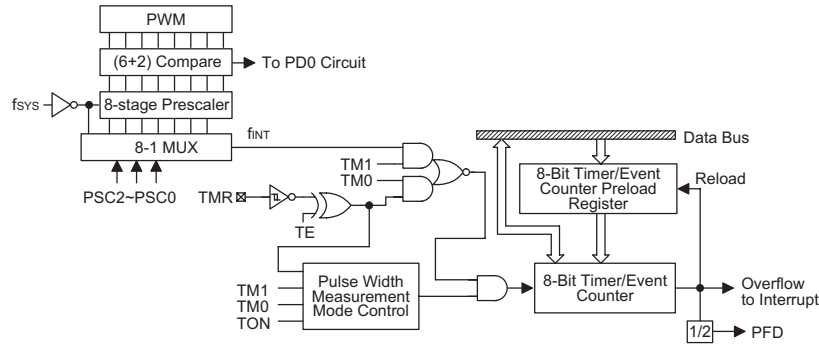 PWM
(6+2) Compare
To PD0 Circuit
fSYS
8-stage Prescaler
8-1 MUX
fINT
PSC2~PSC0
TM1
TM0
TMR
TE
Data Bus
8-Bit Timer/Event
Counter Preload
Register
Reload
TM1
TM0
TON
Pulse Width
Measurement
Mode Control
8-Bit Timer/Event
Counter
Overflow
to Interrupt
1/2
PFD